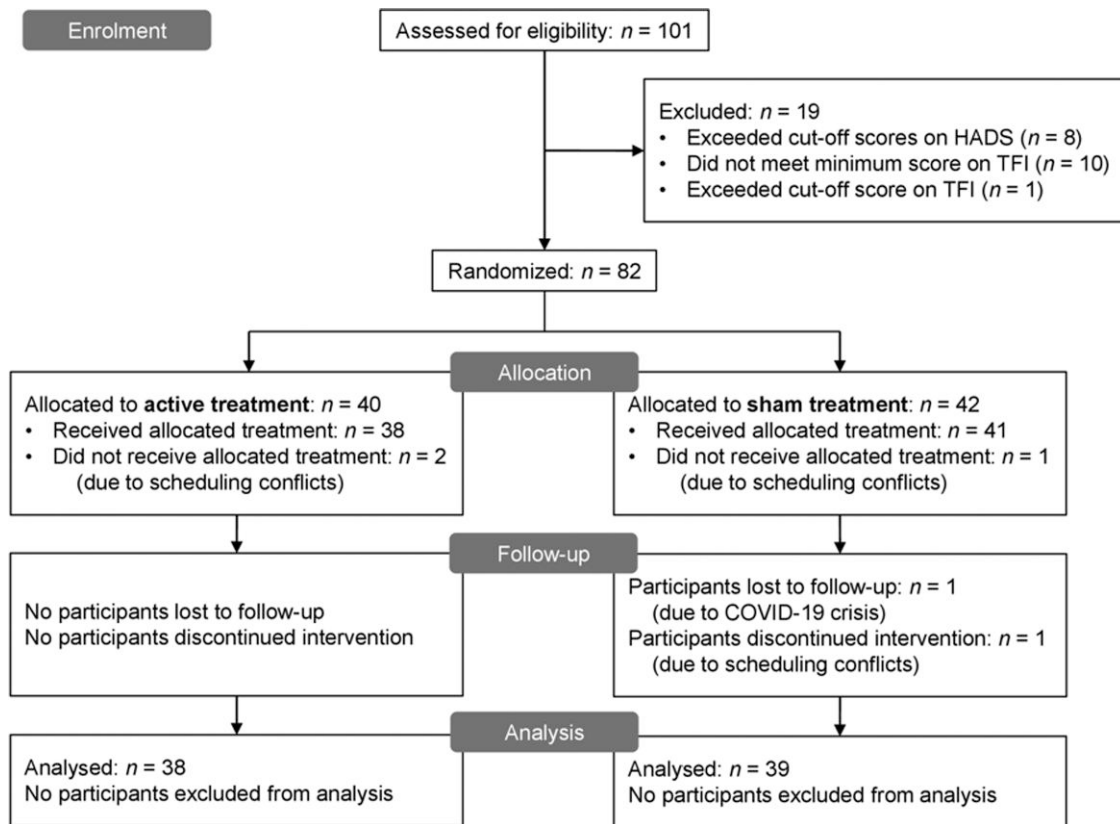 Enrolment
Assessed for eligibility: n = 101
Excluded: n = 19
• Exceeded cut-off scores on HADS (n = 8)
• Did not meet minimum score on TFI (n = 10)
• Exceeded cut-off score on TFI (n = 1)
Randomized: n = 82
Allocation
Allocated to active treatment: n = 40
• Received allocated treatment: n = 38
• Did not receive allocated treatment: n = 2
(due to scheduling conflicts)
Allocated to sham treatment: n = 42
• Received allocated treatment: n = 41
• Did not receive allocated treatment: n = 1
(due to scheduling conflicts)
Follow-up
No participants lost to follow-up
No participants discontinued intervention
Participants lost to follow-up: n = 1
(due to COVID-19 crisis)
Participants discontinued intervention: n = 1
(due to scheduling conflicts)
Analysis
Analysed: n = 38
No participants excluded from analysis
Analysed: n = 39
No participants excluded from analysis